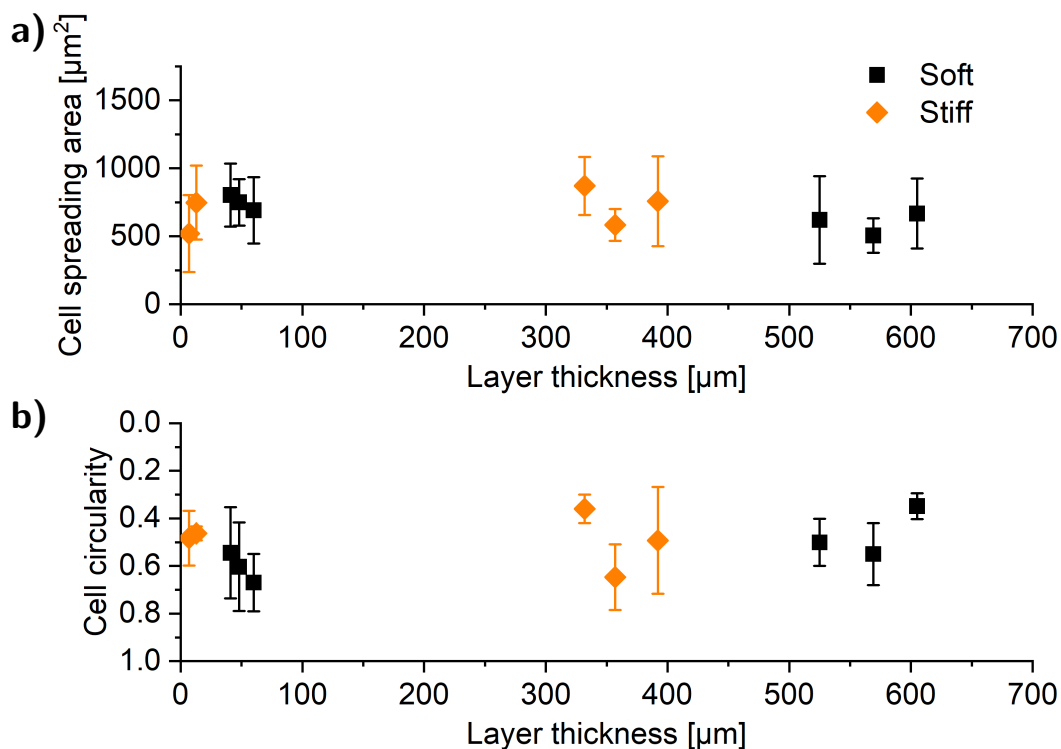 a)
Cell spreading area [µm²]
1500
1000
500
0
Soft
Stiff
0 100 200 300 400 500 600 700
Layer thickness [µm]
b)
Cell circularity
0.0
0.2
0.4
0.6
0.8
1.0
0 100 200 300 400 500 600 700
Layer thickness [µm]